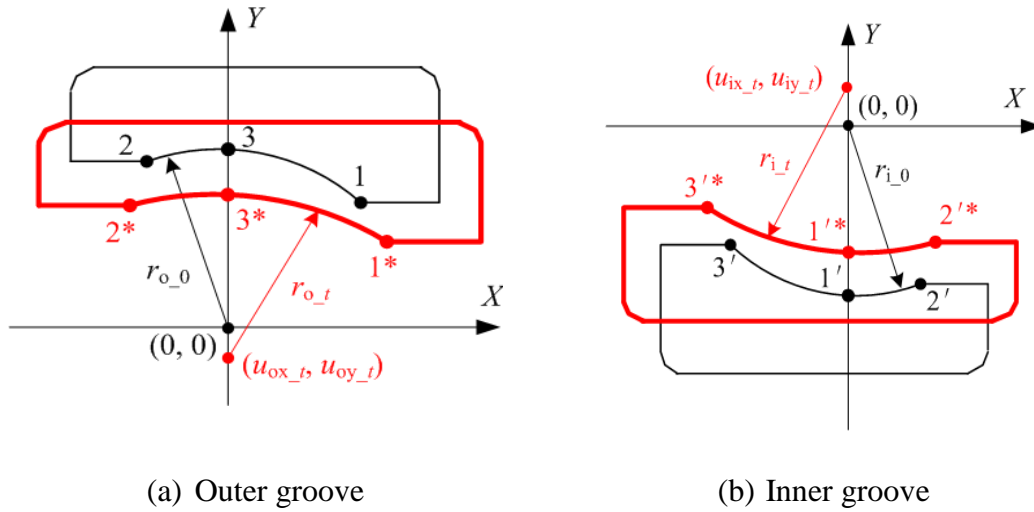 Y
3
2
1
3*
2*
1*
r_o_0
r_o_t
X
(0, 0)
(u_ox_t, u_oy_t)
(a) Outer groove
Y
(u_ix_t, u_iy_t)
X
(0, 0)
r_i_t
r_i_0
3′*
1′*
2′*
3′
1′
2′
(b) Inner groove